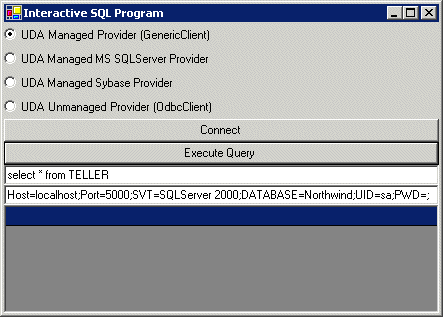 Interactive SQL Program
UDA Managed Provider (GenericClient)
UDA Managed MS SQLServer Provider
UDA Managed Sybase Provider
UDA Unmanaged Provider (OdbcClient)
Connect
Execute Query
select * from TELLER
Host=localhost;Port=5000;SVT=SQLServer 2000;DATABASE=Northwind;UID=sa;PWD=;